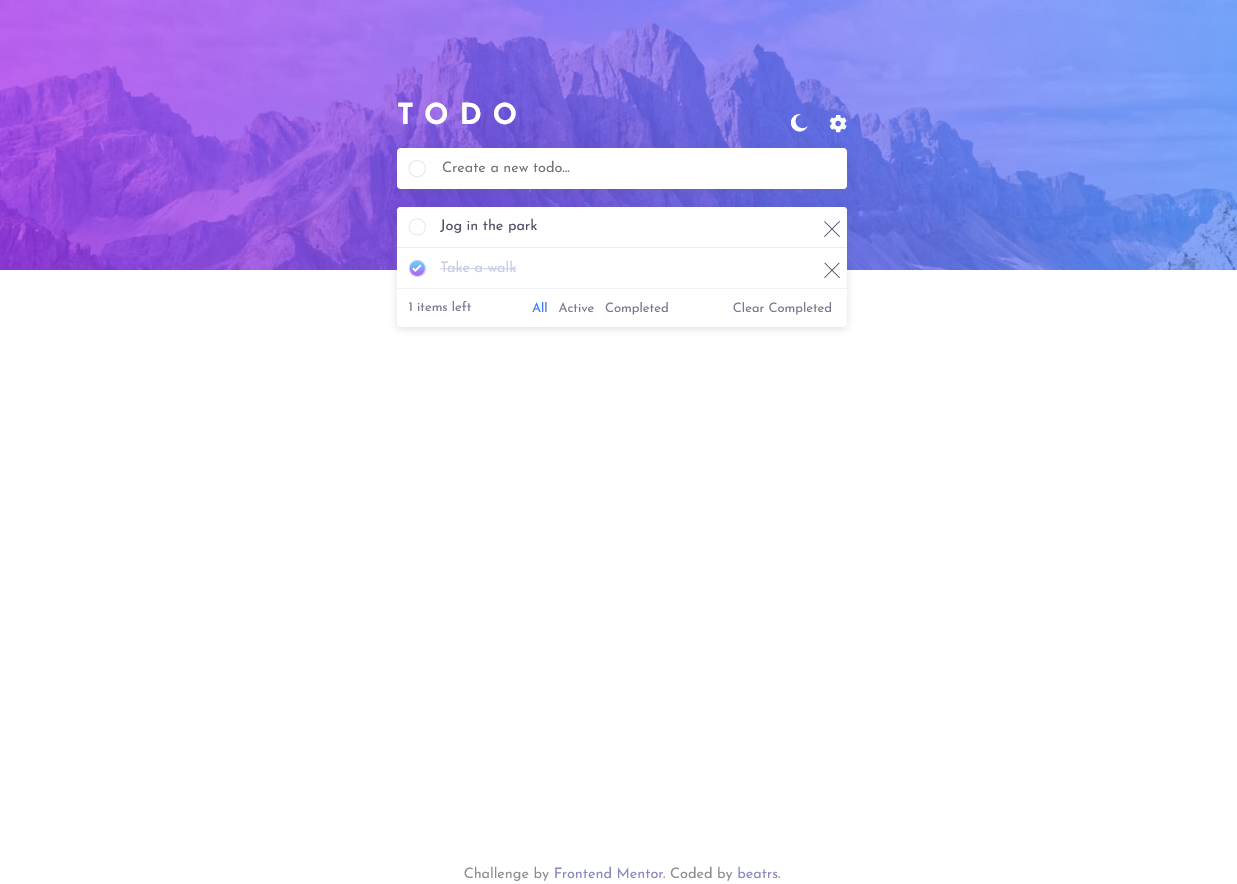 TODO
Create a new todo...
Jog in the park
Take a walk
1 items left All Active Completed Clear Completed
Challenge by Frontend Mentor. Coded by beatrs.